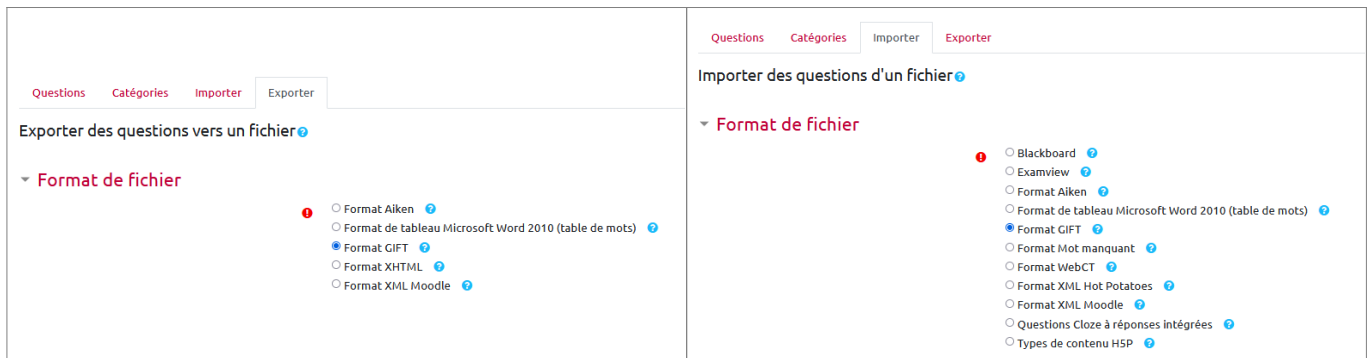 Questions Catégories Importer Exporter
Exporter des questions vers un fichier
Format de fichier
Format Aiken
Format de tableau Microsoft Word 2010 (table de mots)
Format GIFT
Format XHTML
Format XML Moodle
Questions Catégories Importer Exporter
Importer des questions d'un fichier
Format de fichier
Blackboard
Examview
Format Aiken
Format de tableau Microsoft Word 2010 (table de mots)
Format GIFT
Format Mot manquant
Format WebCT
Format XML Hot Potatoes
Format XML Moodle
Questions Cloze à réponses intégrées
Types de contenu H5P